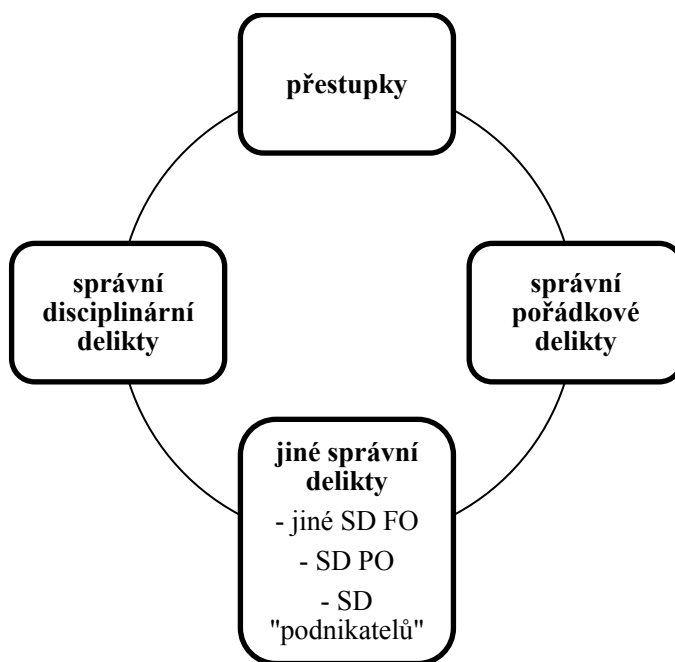 přestupky
správní
disciplinární
delikty
správní
pořádkové
delikty
jiné správní
delikty
- jiné SD FO
- SD PO
- SD
"podnikatelů"